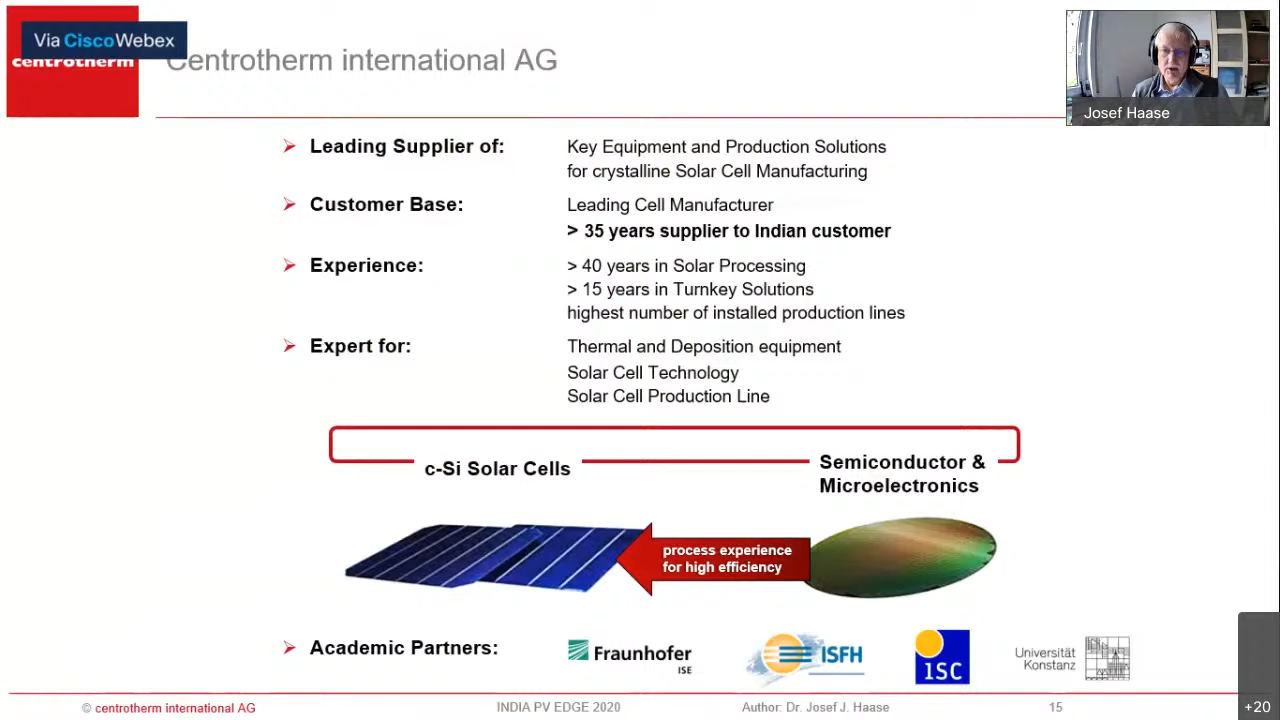 Via CiscoWebex
centrotherm
Centrotherm international AG
Josef Haase
Leading Supplier of:
Key Equipment and Production Solutions
for crystalline Solar Cell Manufacturing
Customer Base:
Leading Cell Manufacturer
> 35 years supplier to Indian customer
Experience:
> 40 years in Solar Processing
> 15 years in Turnkey Solutions
highest number of installed production lines
Expert for:
Thermal and Deposition equipment
Solar Cell Technology
Solar Cell Production Line
c-Si Solar Cells
Semiconductor &
Microelectronics
process experience
for high efficiency
Academic Partners:
Fraunhofer
ISE
ISFH
ISC
Universität
Konstanz
© centrotherm international AG
INDIA PV EDGE 2020
Author: Dr. Josef J. Haase
15
+20